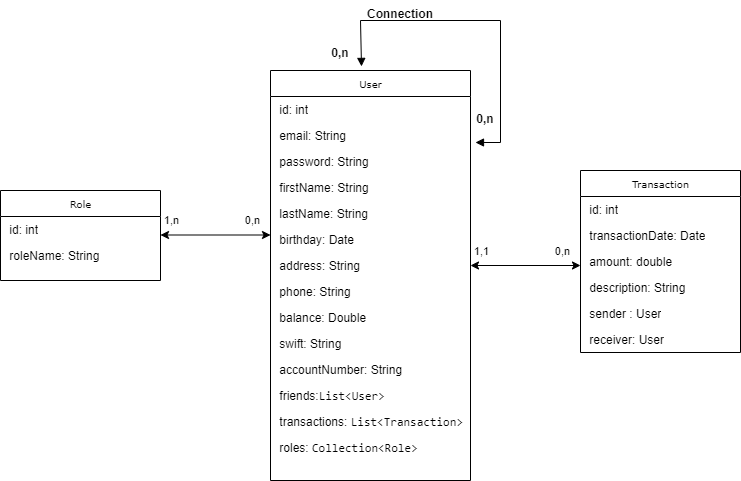 Connection
0,n
User
id: int
email: String
password: String
firstName: String
lastName: String
birthday: Date
address: String
phone: String
balance: Double
swift: String
accountNumber: String
friends:List<User>
transactions: List<Transaction>
roles: Collection<Role>
0,n
Role
id: int
roleName: String
1,n
0,n
1,1
0,n
Transaction
id: int
transactionDate: Date
amount: double
description: String
sender : User
receiver: User